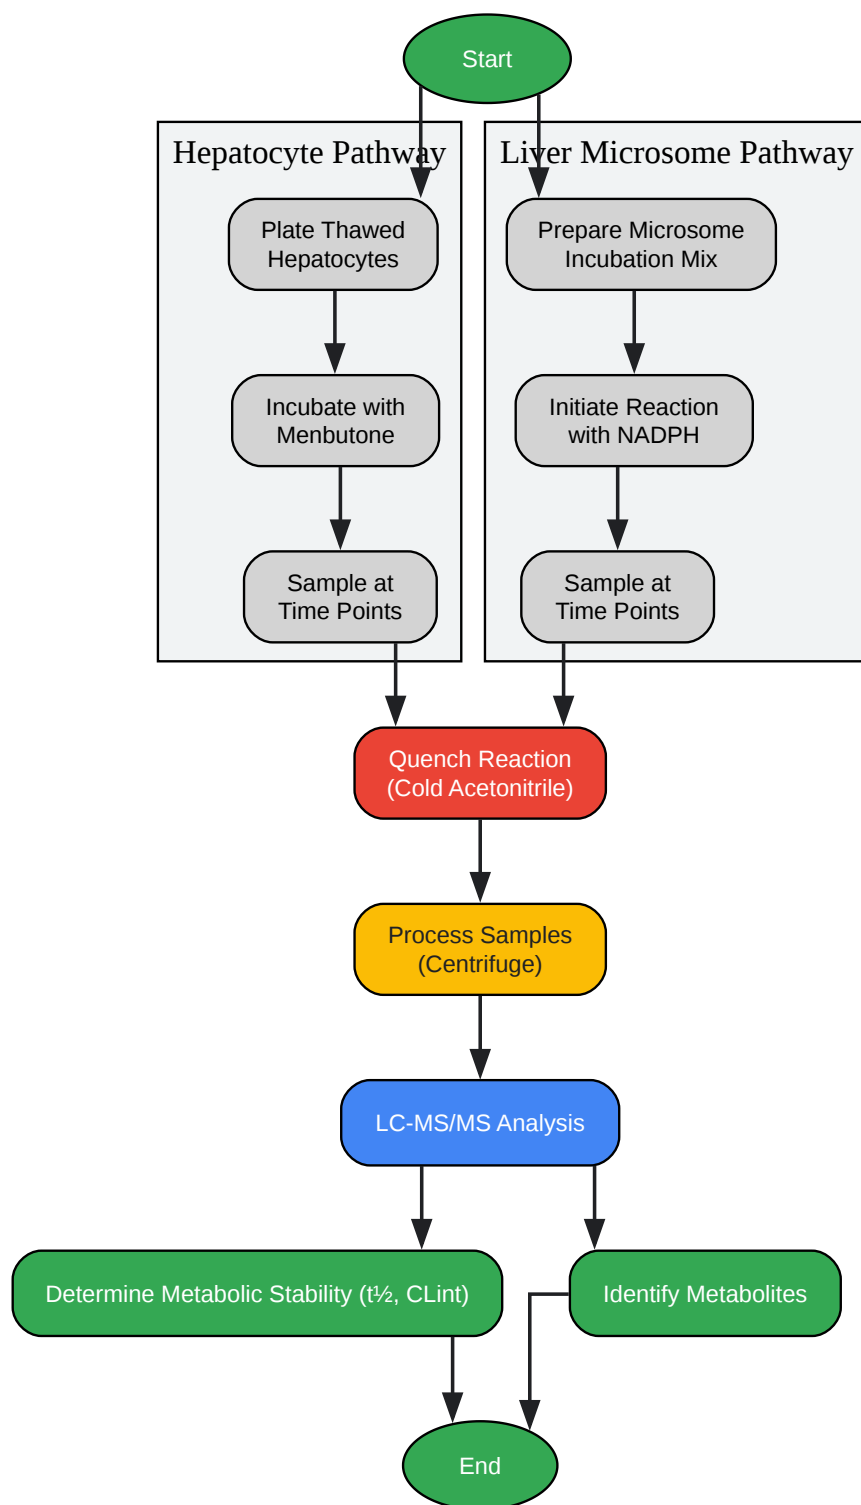 Start
Hepatocyte Pathway
Plate Thawed
Hepatocytes
Incubate with
Menbutone
Sample at
Time Points
Liver Microsome Pathway
Prepare Microsome
Incubation Mix
Initiate Reaction
with NADPH
Sample at
Time Points
Quench Reaction
(Cold Acetonitrile)
Process Samples
(Centrifuge)
LC-MS/MS Analysis
Determine Metabolic Stability (t½, CLint)
Identify Metabolites
End